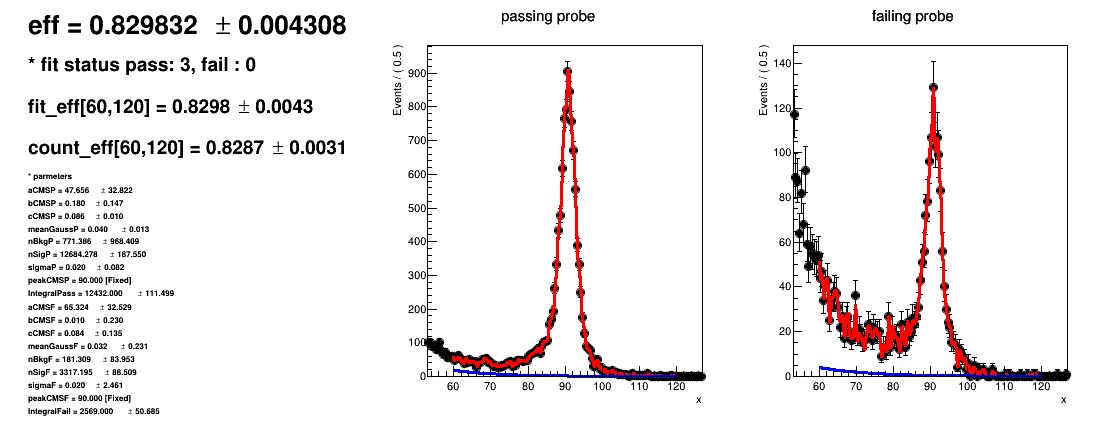 eff = 0.829832 ± 0.004308
* fit status pass: 3, fail : 0
fit_eff[60,120] = 0.8298 ± 0.0043
count_eff[60,120] = 0.8287 ± 0.0031
* parmeters
aCMSP = 47.656 ± 32.822
bCMSP = 0.180 ± 0.147
cCMSP = 0.086 ± 0.010
meanGaussP = 0.040 ± 0.013
nBkgP = 771.386 ± 968.409
nSigP = 12684.278 ± 187.550
sigmaP = 0.020 ± 0.082
peakCMSP = 90.000 [Fixed]
IntegralPass = 12432.000 ± 111.499
aCMSF = 65.324 ± 32.529
bCMSF = 0.010 ± 0.230
cCMSF = 0.084 ± 0.135
meanGaussF = 0.032 ± 0.231
nBkgF = 181.309 ± 83.953
nSigF = 3317.195 ± 88.509
sigmaF = 0.020 ± 2.461
peakCMSF = 90.000 [Fixed]
IntegralFail = 2569.000 ± 50.685
passing probe
Events / ( 0.5 )
900
800
700
600
500
400
300
200
100
0
60 70 80 90 100 110 120
x
failing probe
Events / ( 0.5 )
140
120
100
80
60
40
20
0
60 70 80 90 100 110 120
x